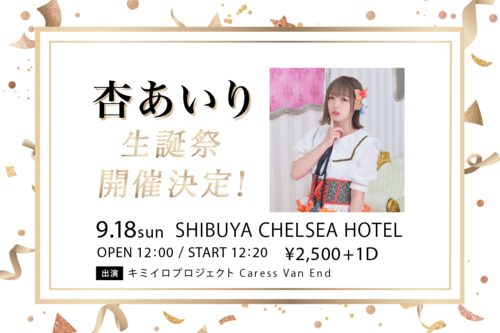 杏あいり
生誕祭
開催決定!
9.18sun SHIBUYA CHELSEA HOTEL
OPEN 12:00 / START 12:20 ¥2,500+1D
出演 キミイロプロジェクト Caress Van End